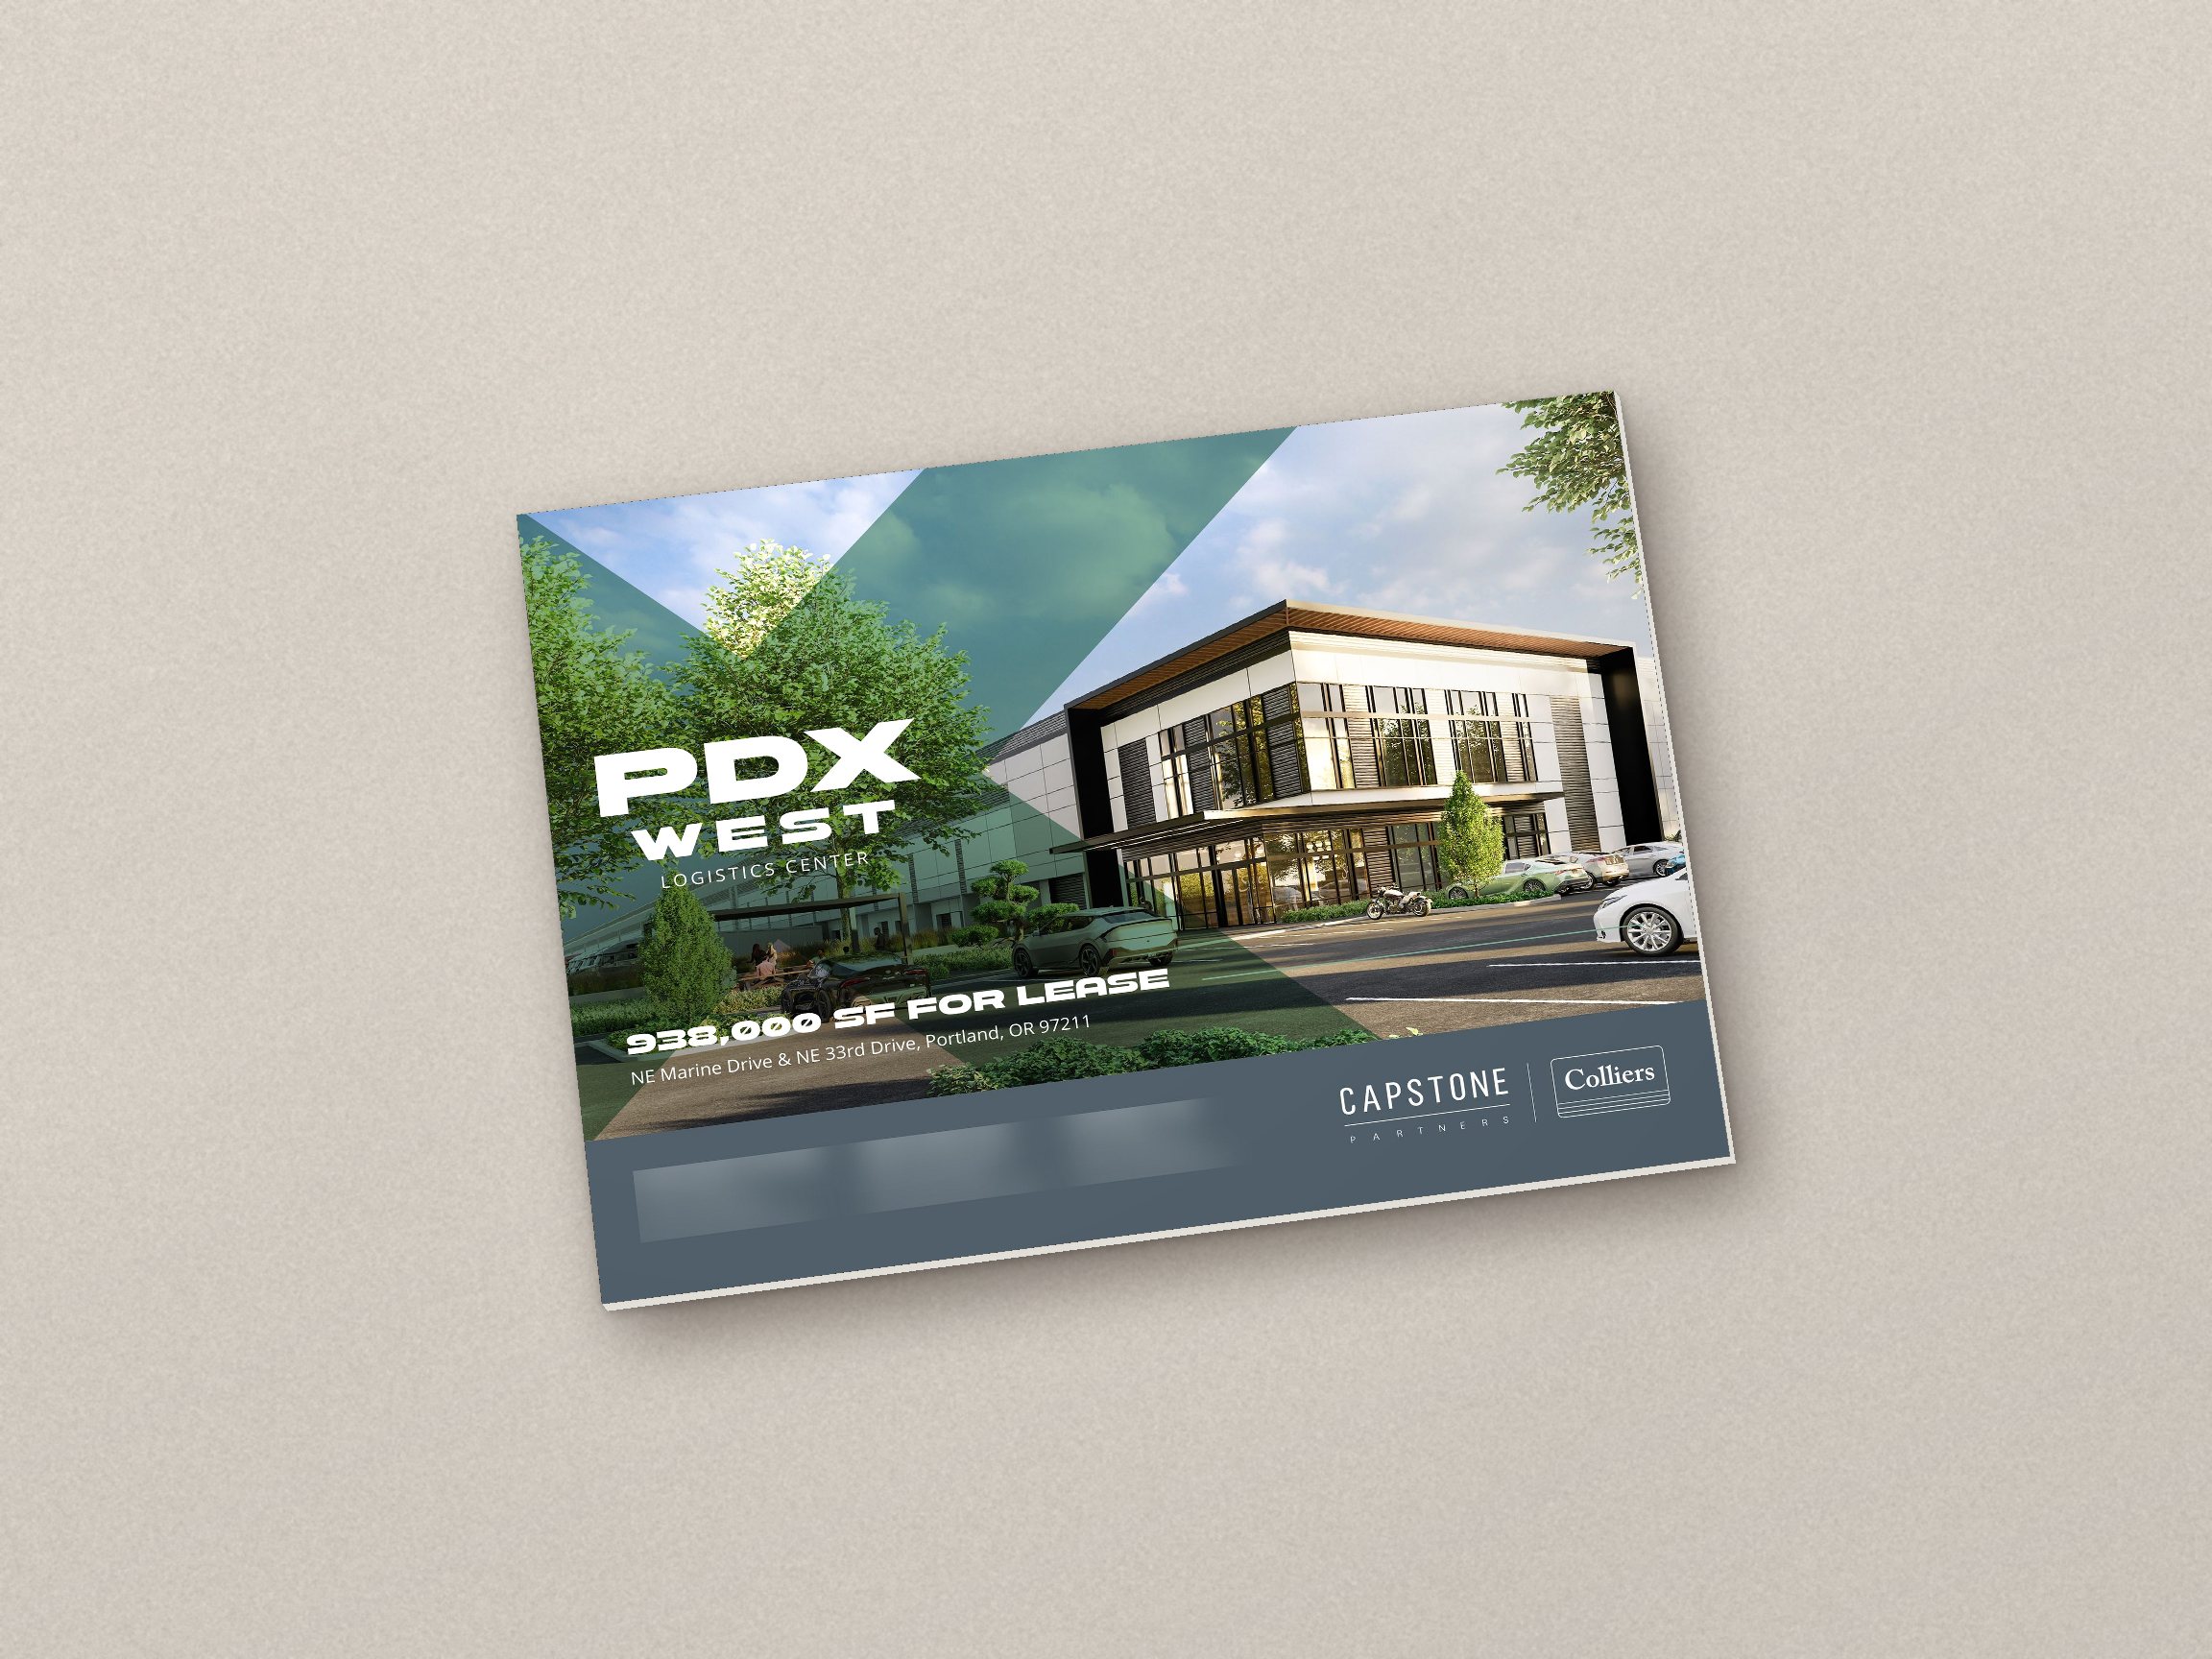 PDX
WEST
LOGISTICS CENTER
938,000 SF FOR LEASE
NE Marine Drive & NE 33rd Drive, Portland, OR 97211
CAPSTONE
PARTNERS
Colliers